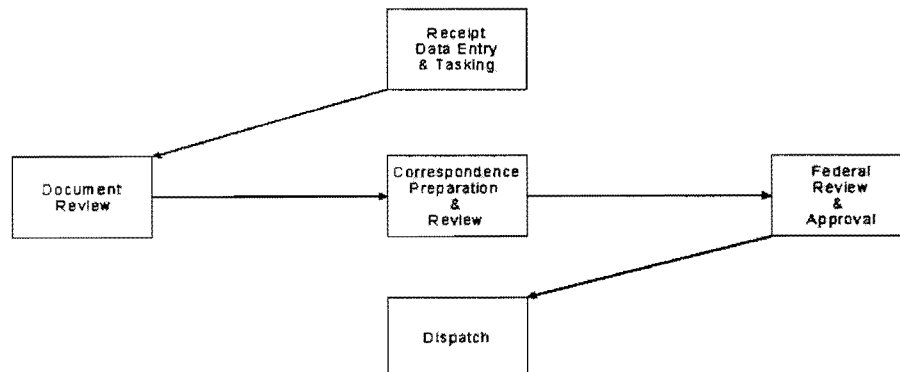 Receipt
Data Entry
& Tasking
Document
Review
Correspondence
Preparation
&
Review
Federal
Review
&
Approval
Dispatch